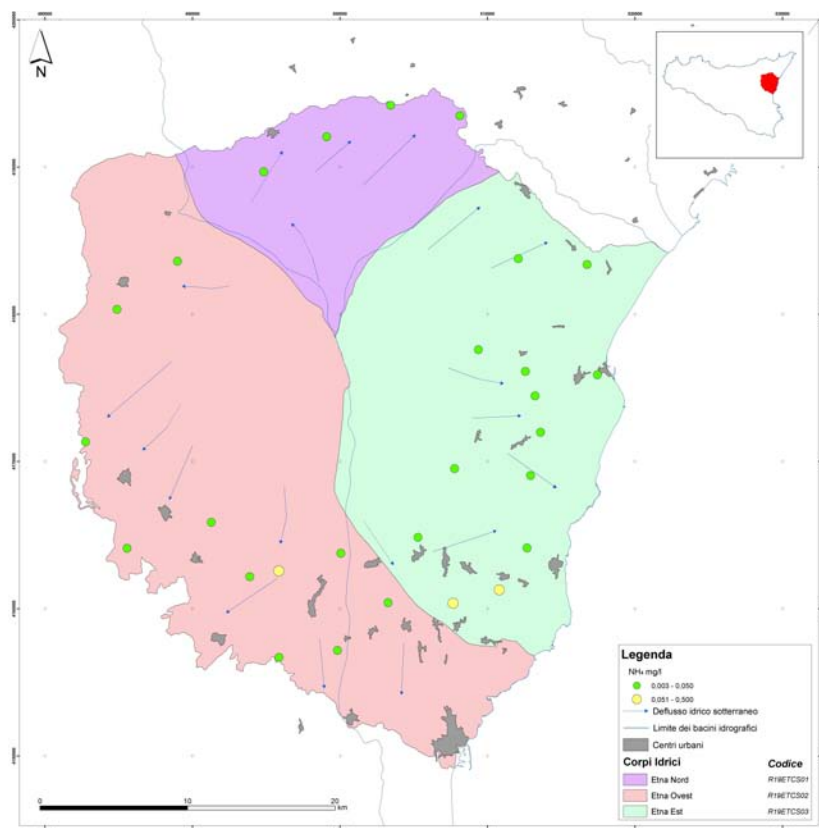 N
Legenda
NH₄ mg/l
0,003 - 0,050
0,051 - 0,500
Deflusso idrico sotterraneo
Limite dei bacini idrografici
Centri urbani
Corpi Idrici Codice
Etna Nord R19ETCS01
Etna Ovest R19ETCS02
Etna Est R19ETCS03
0 10 20
km